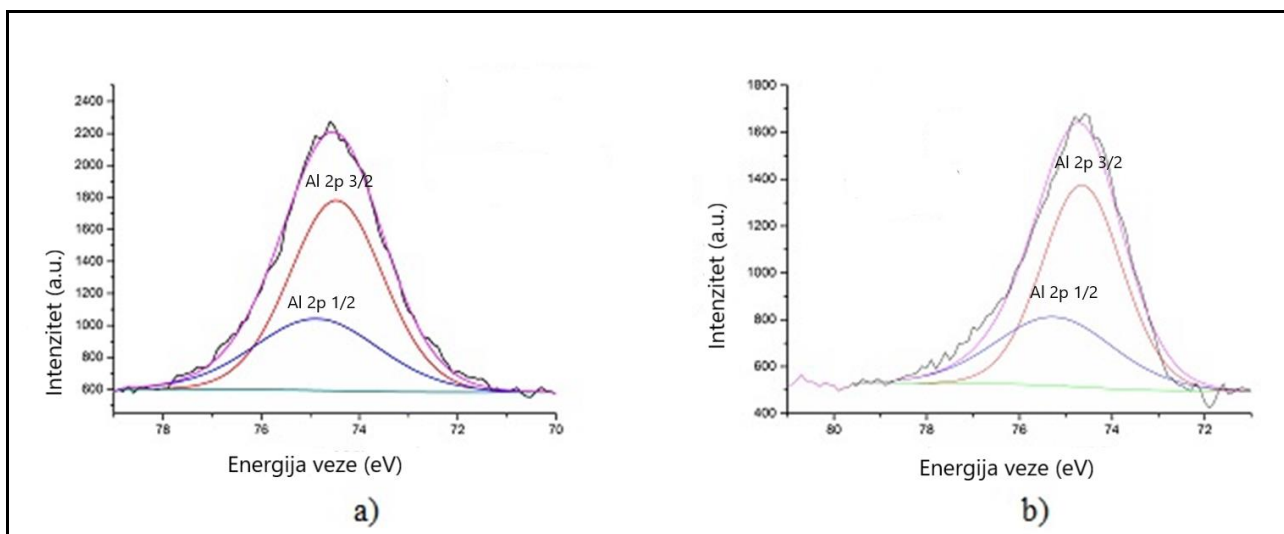 2400
2200
2000
1800
1600
1400
1200
1000
800
600
78
76
74
72
70
Intenzitet (a.u.)
Al 2p 3/2
Al 2p 1/2
Energija veze (eV)
a)
1800
1600
1400
1200
1000
800
600
400
80
78
76
74
72
Intenzitet (a.u.)
Al 2p 3/2
Al 2p 1/2
Energija veze (eV)
b)